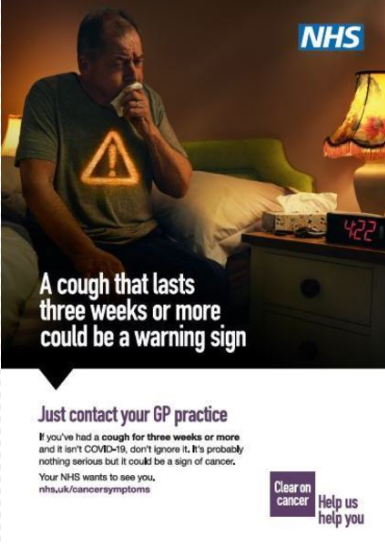 NHS
4:22
A cough that lasts
three weeks or more
could be a warning sign
Just contact your GP practice
If you've had a cough for three weeks or more
and it isn't COVID-19, don't ignore it. It's probably
nothing serious but it could be a sign of cancer.
Your NHS wants to see you.
nhs.uk/cancersymptoms
Clear on
cancer
Help us
help you